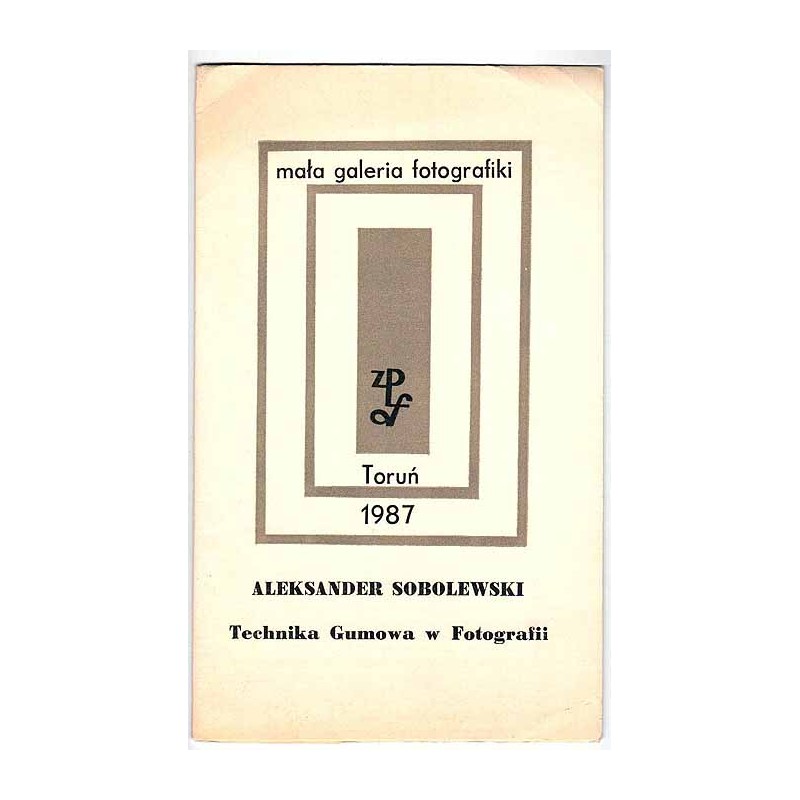 mała galeria fotografiki
ZPAF
Toruń
1987
ALEKSANDER SOBOLEWSKI
Technika Gumowa w Fotografii